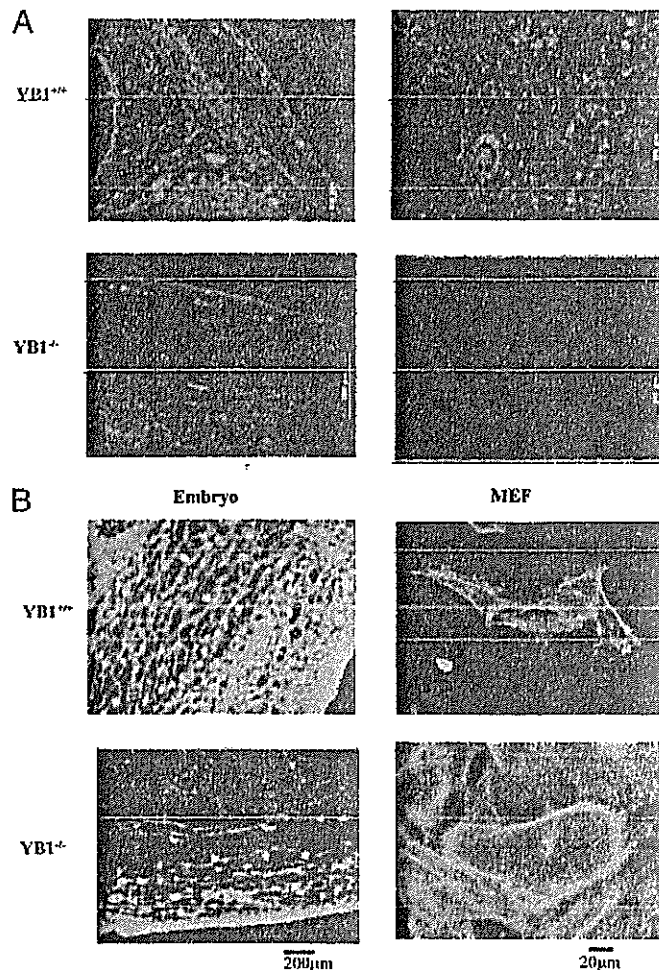 A
YB1+/+
YB1-/-
B
Embryo MEF
YB1+/+
YB1-/-
200µm 20µm